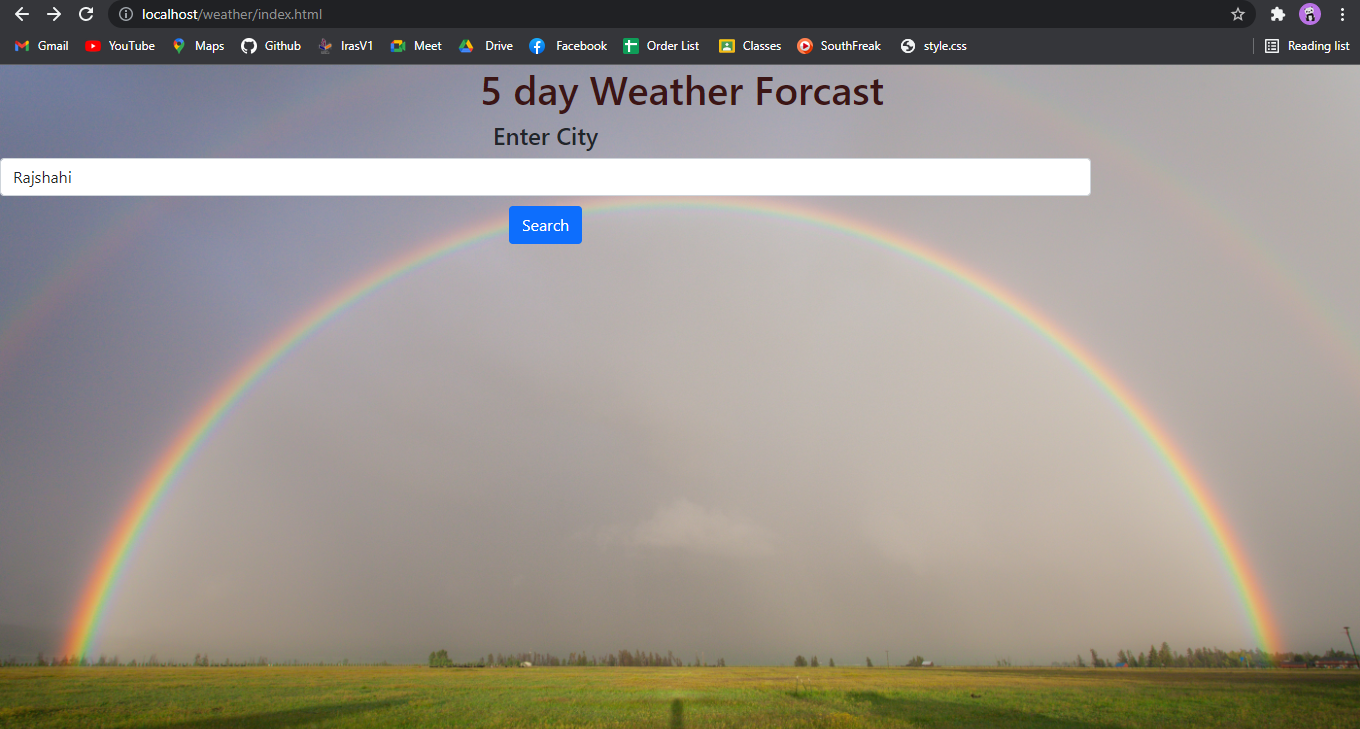 localhost/weather/index.html
Gmail YouTube Maps Github IrasV1 Meet Drive Facebook Order List Classes SouthFreak style.css Reading list
5 day Weather Forcast
Enter City
Rajshahi
Search